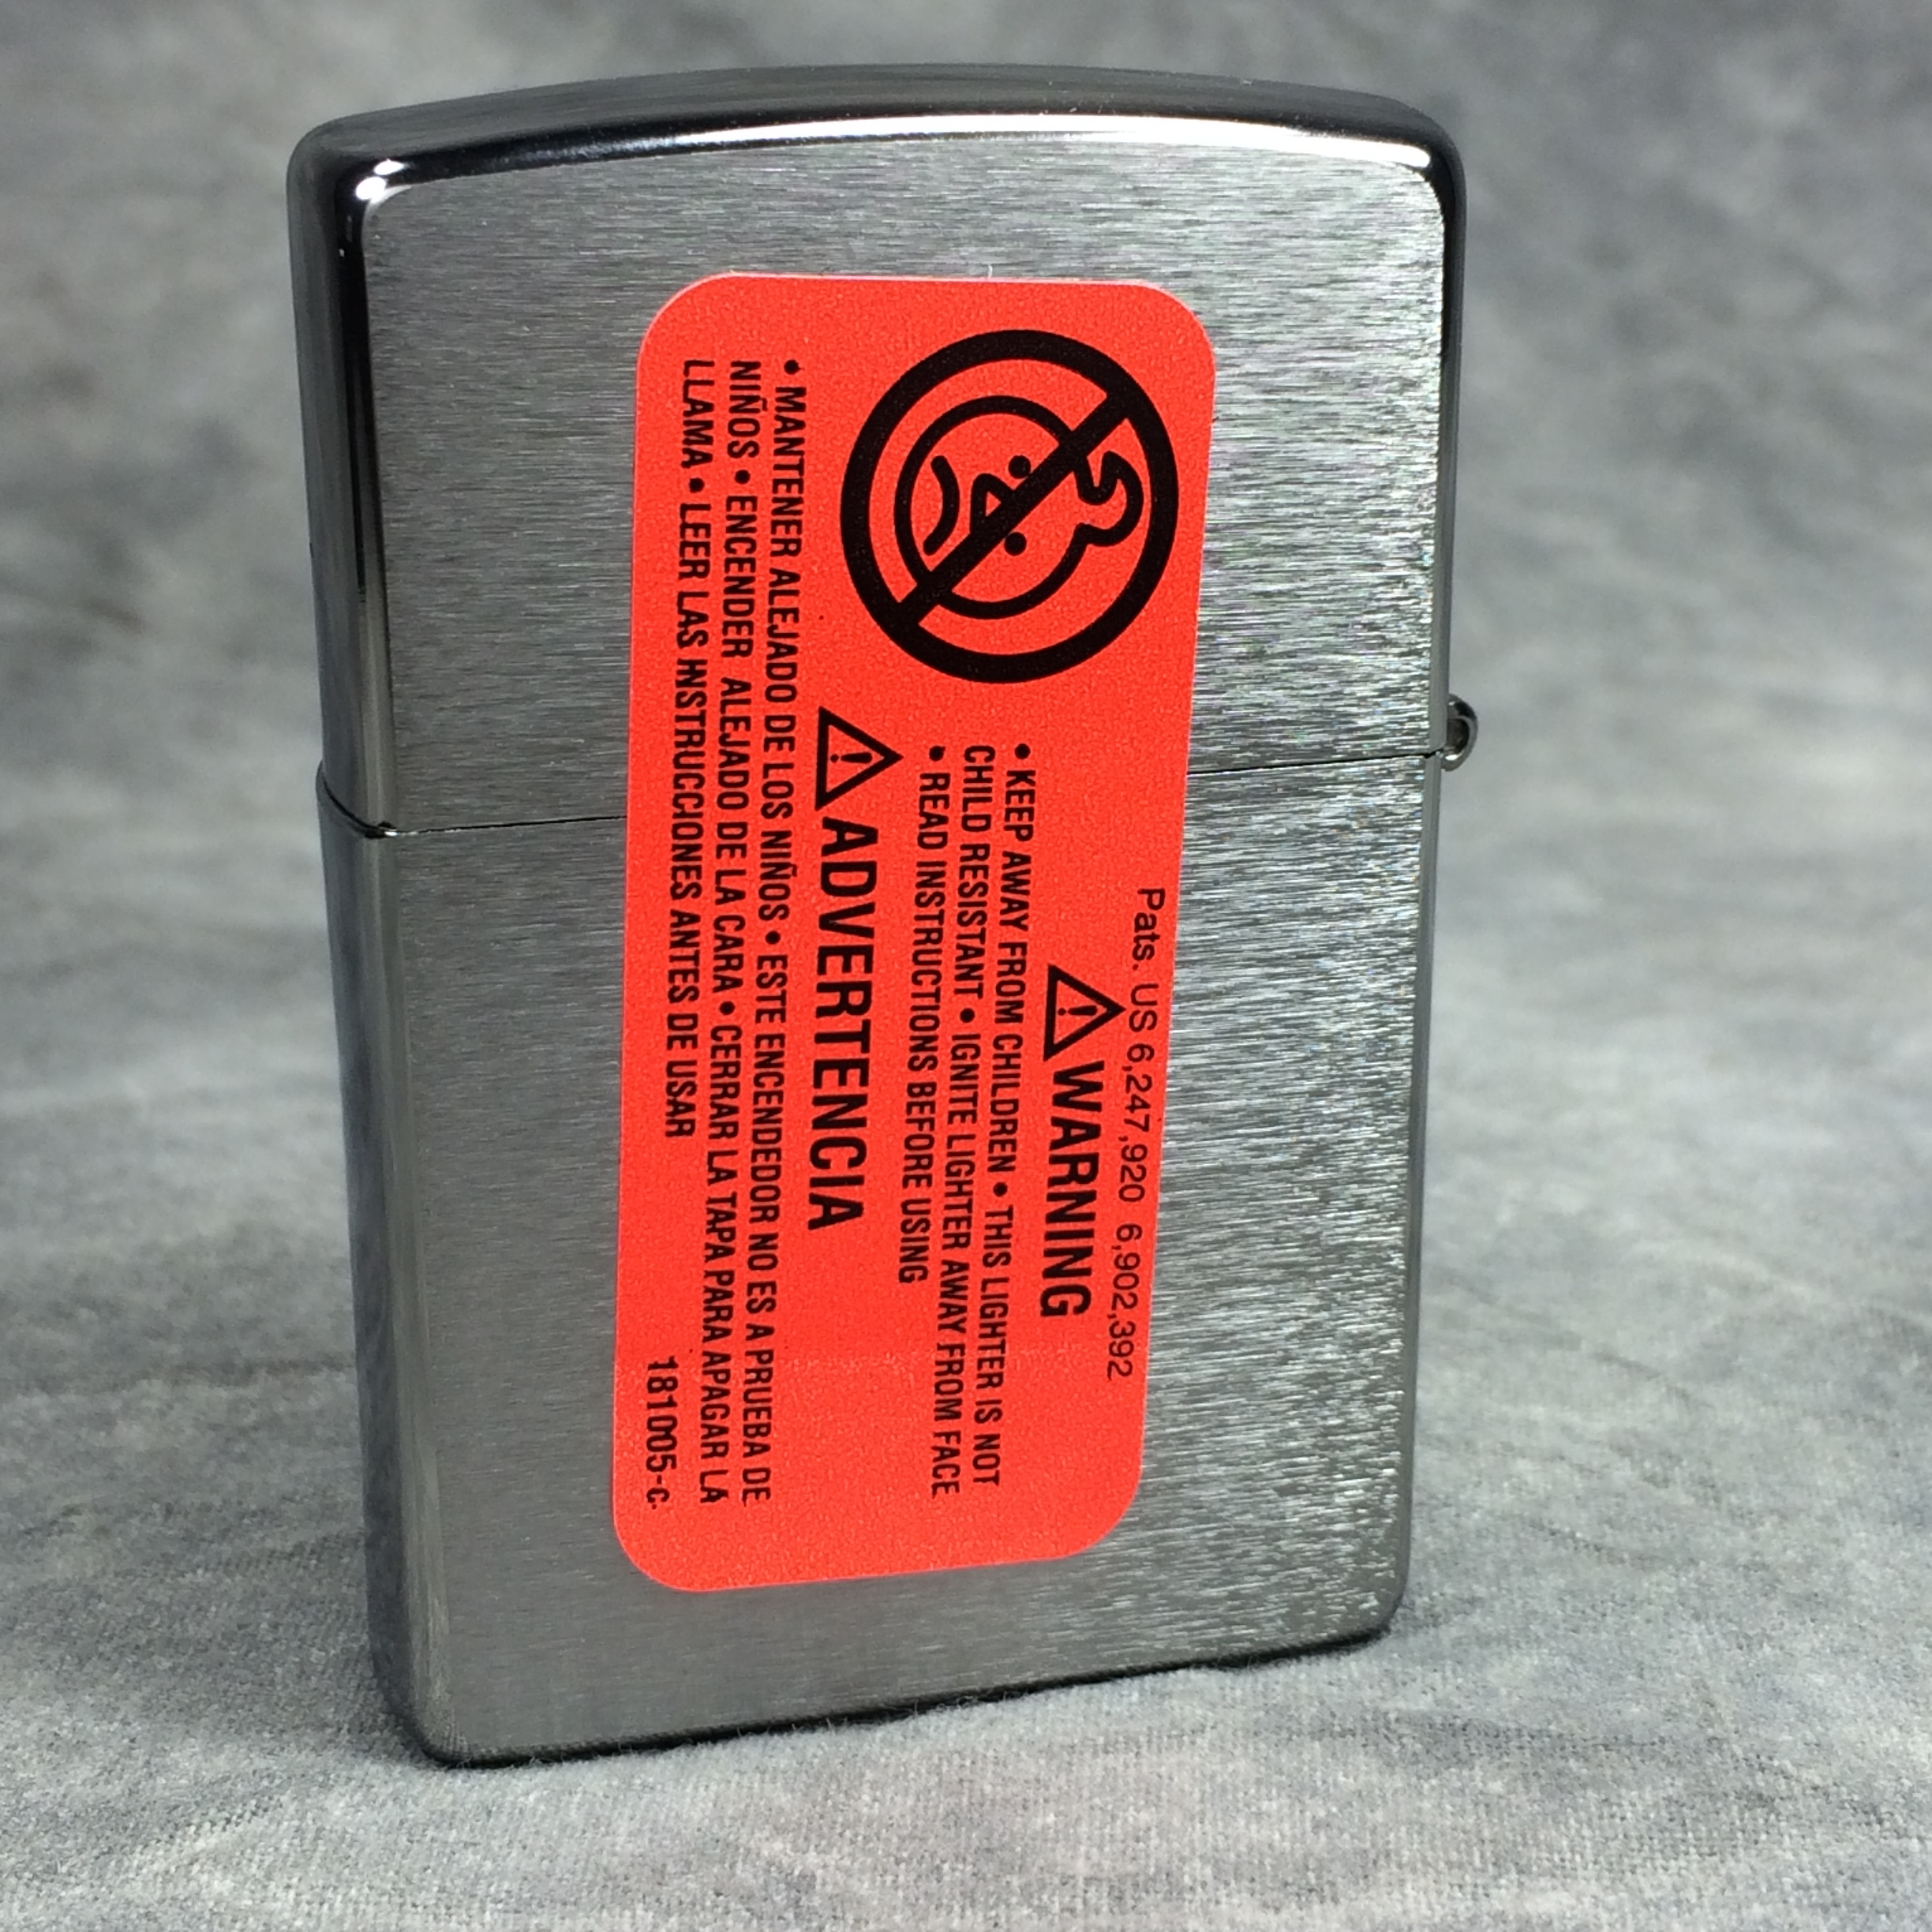 Pats. US 6,247,920 6,902,392
WARNING
• KEEP AWAY FROM CHILDREN • THIS LIGHTER IS NOT
CHILD RESISTANT • IGNITE LIGHTER AWAY FROM FACE
• READ INSTRUCTIONS BEFORE USING
ADVERTENCIA
• MANTENER ALEJADO DE LOS NIÑOS • ESTE ENCENDEDOR NO ES A PRUEBA DE
NIÑOS • ENCENDER ALEJADO DE LA CARA • CERRAR LA TAPA PARA APAGAR LA
LLAMA • LEER LAS INSTRUCCIONES ANTES DE USAR
181005-c